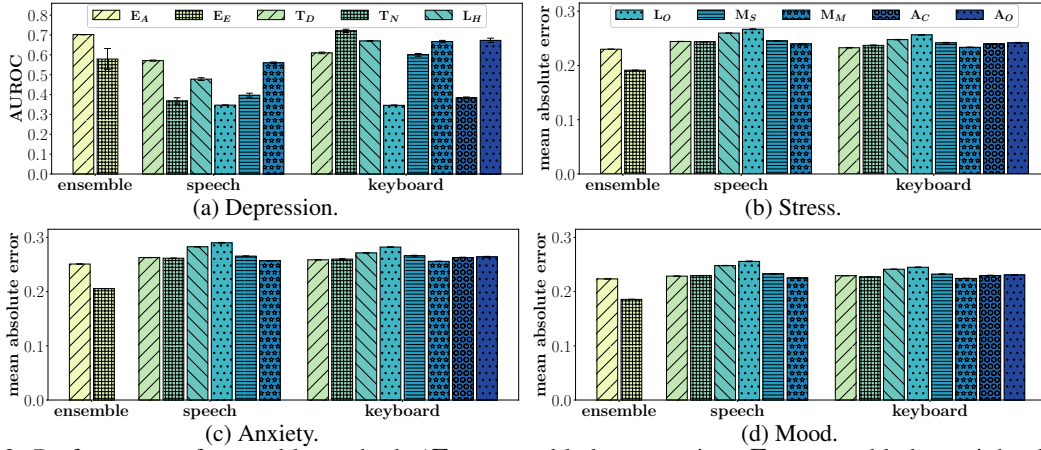 E_A E_E T_D T_N L_H
L_O M_S M_M A_C A_O
AUROC
0.8
0.7
0.6
0.5
0.4
0.3
0.2
0.1
0.0
ensemble speech keyboard
(a) Depression.
mean absolute error
0.3
0.2
0.1
0.0
ensemble speech keyboard
(b) Stress.
mean absolute error
0.3
0.2
0.1
0.0
ensemble speech keyboard
(c) Anxiety.
mean absolute error
0.3
0.2
0.1
0.0
ensemble speech keyboard
(d) Mood.